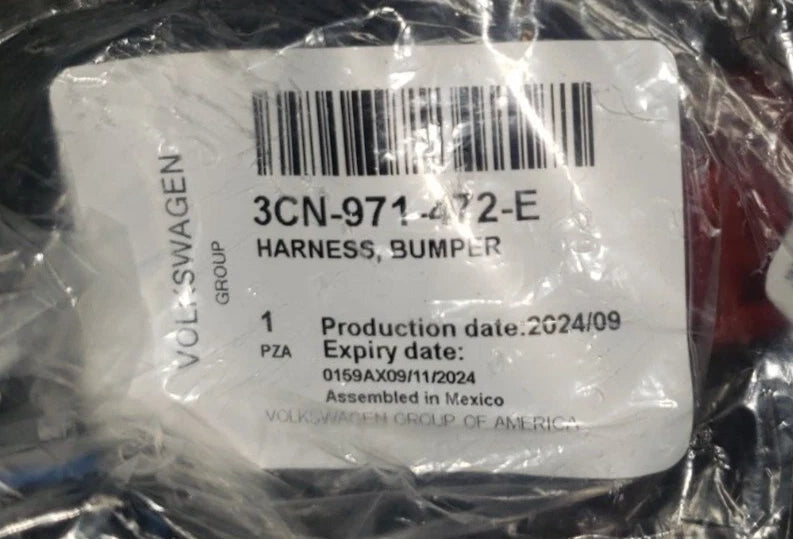 VOLKSWAGEN
GROUP
3CN-971-472-E
HARNESS, BUMPER
1
PZA
Production date:2024/09
Expiry date:
0159AX09/11/2024
Assembled in Mexico
VOLKSWAGEN GROUP OF AMERICA